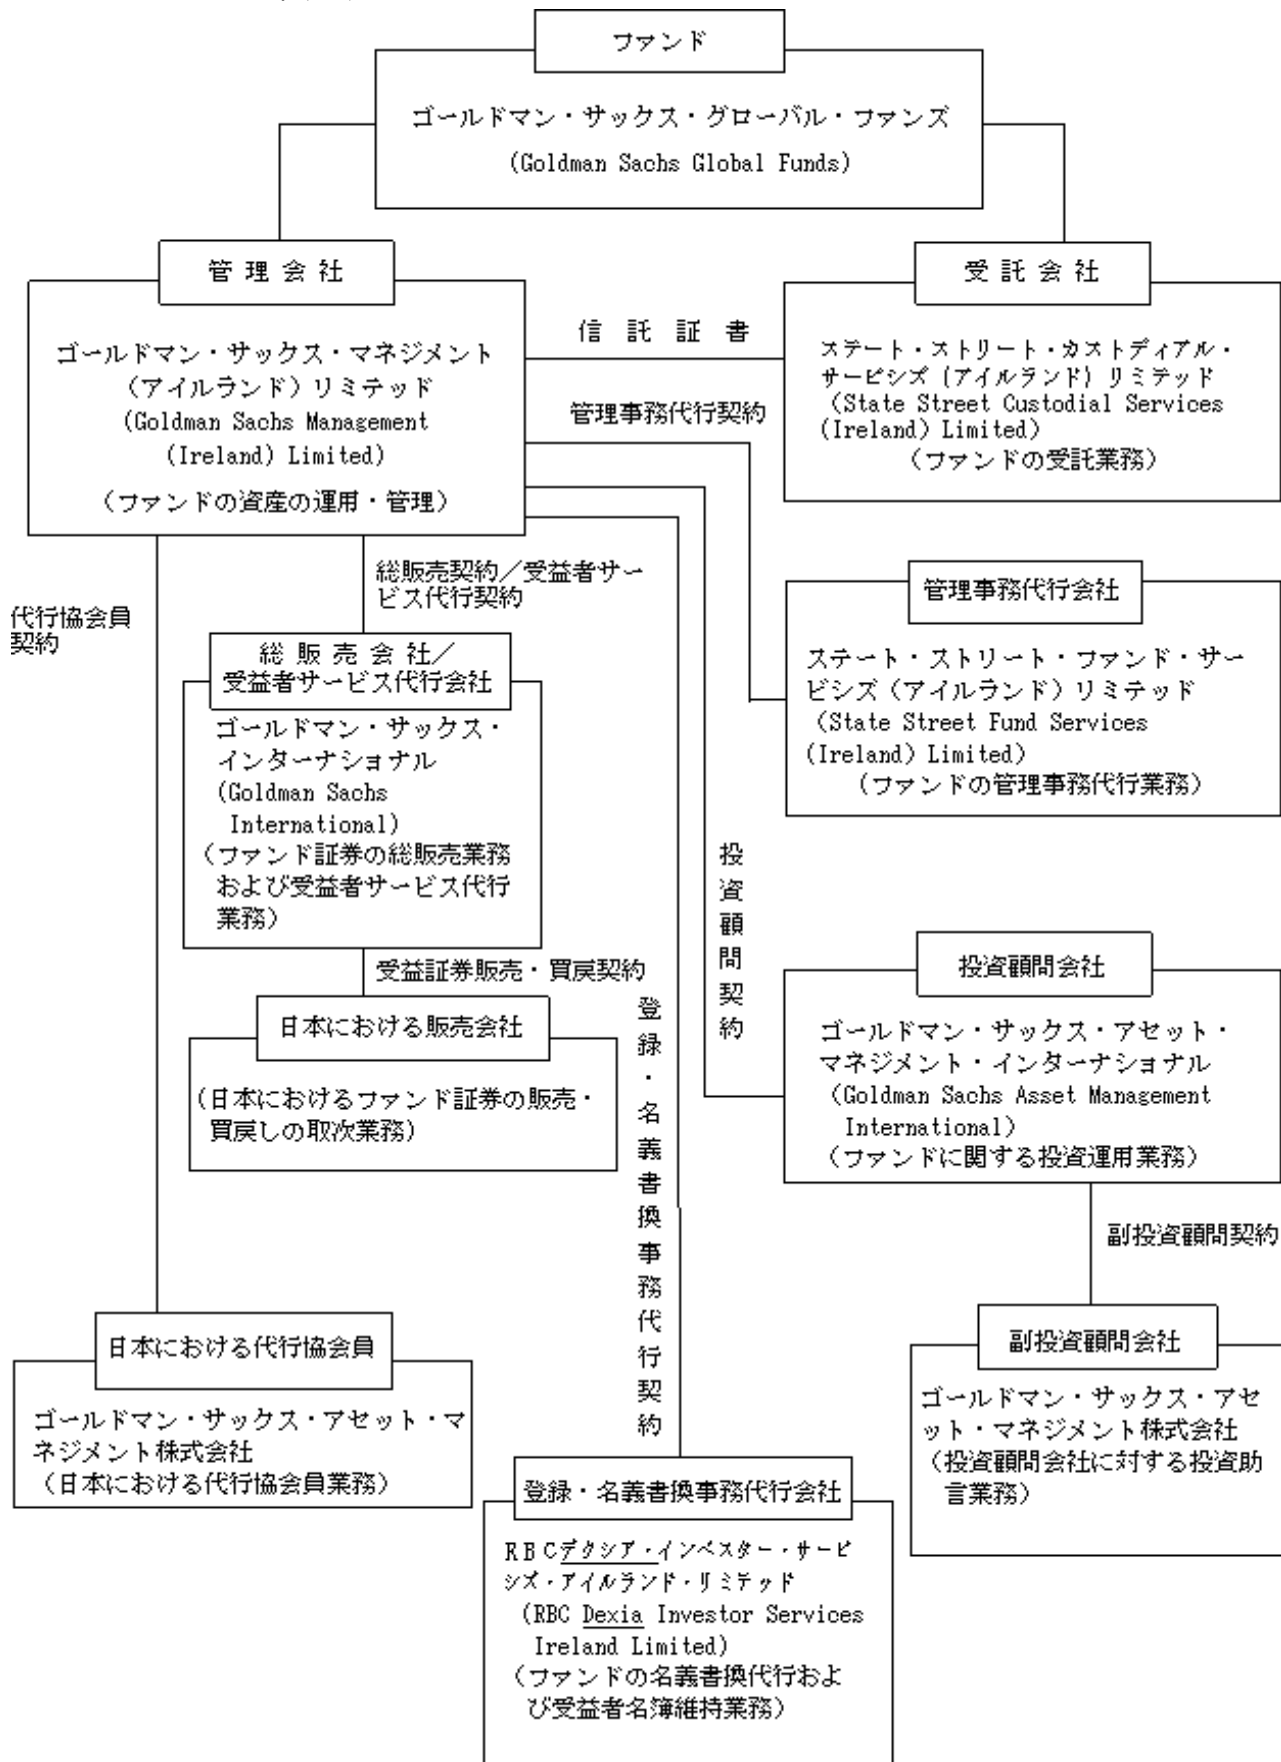 ファンド
ゴールドマン・サックス・グローバル・ファンズ
(Goldman Sachs Global Funds)
管理会社
ゴールドマン・サックス・マネジメント
（アイルランド）リミテッド
(Goldman Sachs Management
(Ireland) Limited)
（ファンドの資産の運用・管理）
信託証書
管理事務代行契約
受託会社
ステート・ストリート・カストディアル・
サービシズ（アイルランド）リミテッド
(State Street Custodial Services
(Ireland) Limited)
（ファンドの受託業務）
代行協会員
契約
総販売契約／受益者サー
ビス代行契約
総販売会社／
受益者サービス代行会社
ゴールドマン・サックス・
インターナショナル
(Goldman Sachs
International)
（ファンド証券の総販売業務
および受益者サービス代行
業務）
管理事務代行会社
ステート・ストリート・ファンド・サー
ビシズ（アイルランド）リミテッド
(State Street Fund Services
(Ireland) Limited)
（ファンドの管理事務代行業務）
受益証券販売・買戻契約
日本における販売会社
（日本におけるファンド証券の販売・
買戻しの取次業務）
投資顧問契約
登録・名義書換事務代行契約
投資顧問会社
ゴールドマン・サックス・アセット・
マネジメント・インターナショナル
(Goldman Sachs Asset Management
International)
（ファンドに関する投資運用業務）
副投資顧問契約
日本における代行協会員
ゴールドマン・サックス・アセット・マ
ネジメント株式会社
（日本における代行協会員業務）
副投資顧問会社
ゴールドマン・サックス・アセ
ット・マネジメント株式会社
（投資顧問会社に対する投資助
言業務）
登録・名義書換事務代行会社
ＲＢＣデクシア・インベスター・サービ
シズ・アイルランド・リミテッド
(RBC Dexia Investor Services
Ireland Limited)
（ファンドの名義書換代行およ
び受益者名簿維持業務）